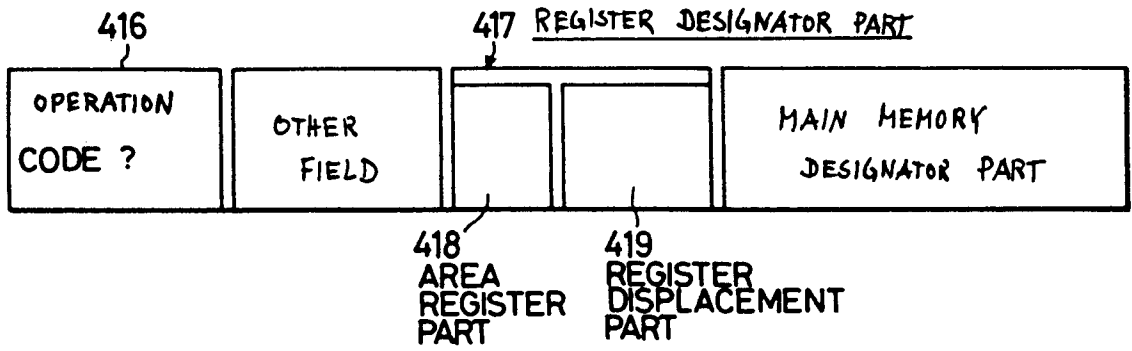 416
417 REGISTER DESIGNATOR PART
OPERATION
CODE ?
OTHER
FIELD
MAIN MEMORY
DESIGNATOR PART
418
AREA
REGISTER
PART
419
REGISTER
DISPLACEMENT
PART